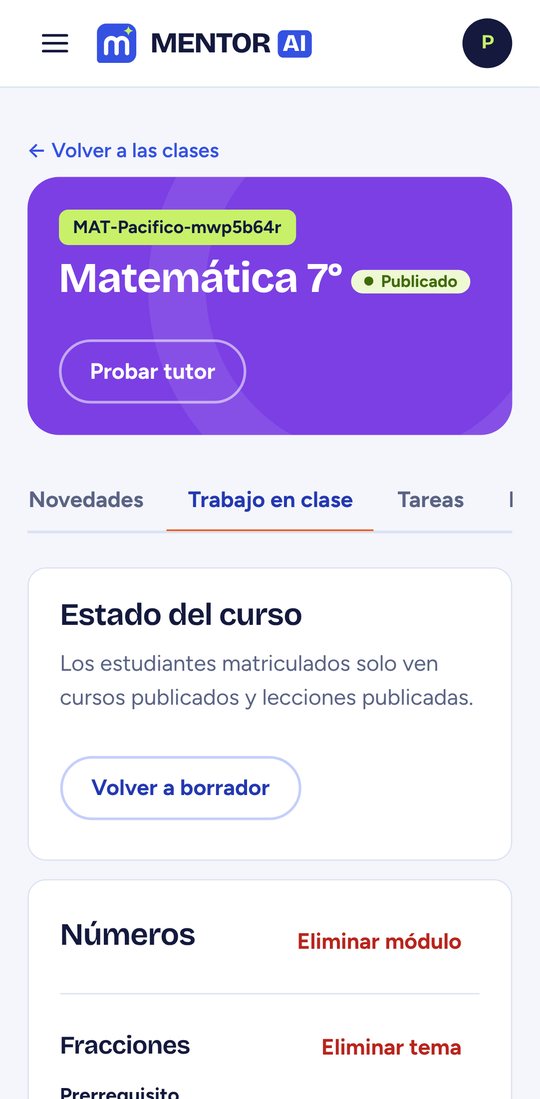 m MENTOR AI
P
← Volver a las clases
MAT-Pacifico-mwp5b64r
Matemática 7° Publicado
Probar tutor
Novedades Trabajo en clase Tareas
Estado del curso
Los estudiantes matriculados solo ven
cursos publicados y lecciones publicadas.
Volver a borrador
Números Eliminar módulo
Fracciones Eliminar tema
Prerrequisito